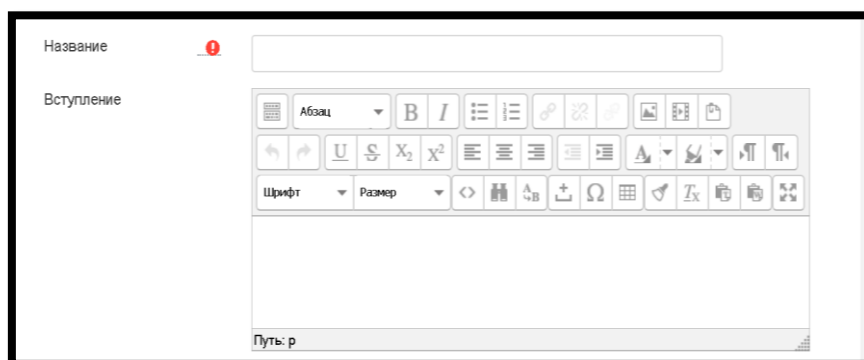 Название
Вступление
Абзац
Шрифт Размер
Путь: p